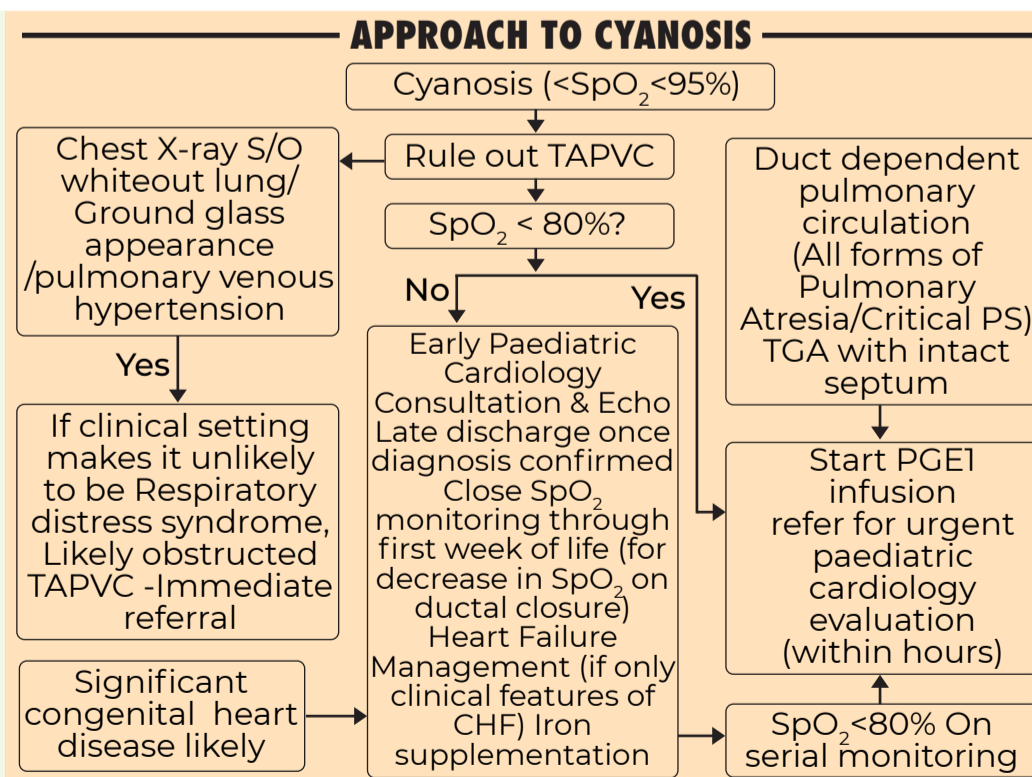 APPROACH TO CYANOSIS
Cyanosis (<SpO₂<95%)
Rule out TAPVC
SpO₂ < 80%?
Chest X-ray S/O
whiteout lung/
Ground glass
appearance
/pulmonary venous
hypertension
Yes
If clinical setting
makes it unlikely
to be Respiratory
distress syndrome,
Likely obstructed
TAPVC -Immediate
referral
Significant
congenital heart
disease likely
No
Early Paediatric
Cardiology
Consultation & Echo
Late discharge once
diagnosis confirmed
Close SpO₂
monitoring through
first week of life (for
decrease in SpO₂ on
ductal closure)
Heart Failure
Management (if only
clinical features of
CHF) Iron
supplementation
Yes
Duct dependent
pulmonary
circulation
(All forms of
Pulmonary
Atresia/Critical PS)
TGA with intact
septum
Start PGE1
infusion
refer for urgent
paediatric
cardiology
evaluation
(within hours)
SpO₂<80% On
serial monitoring